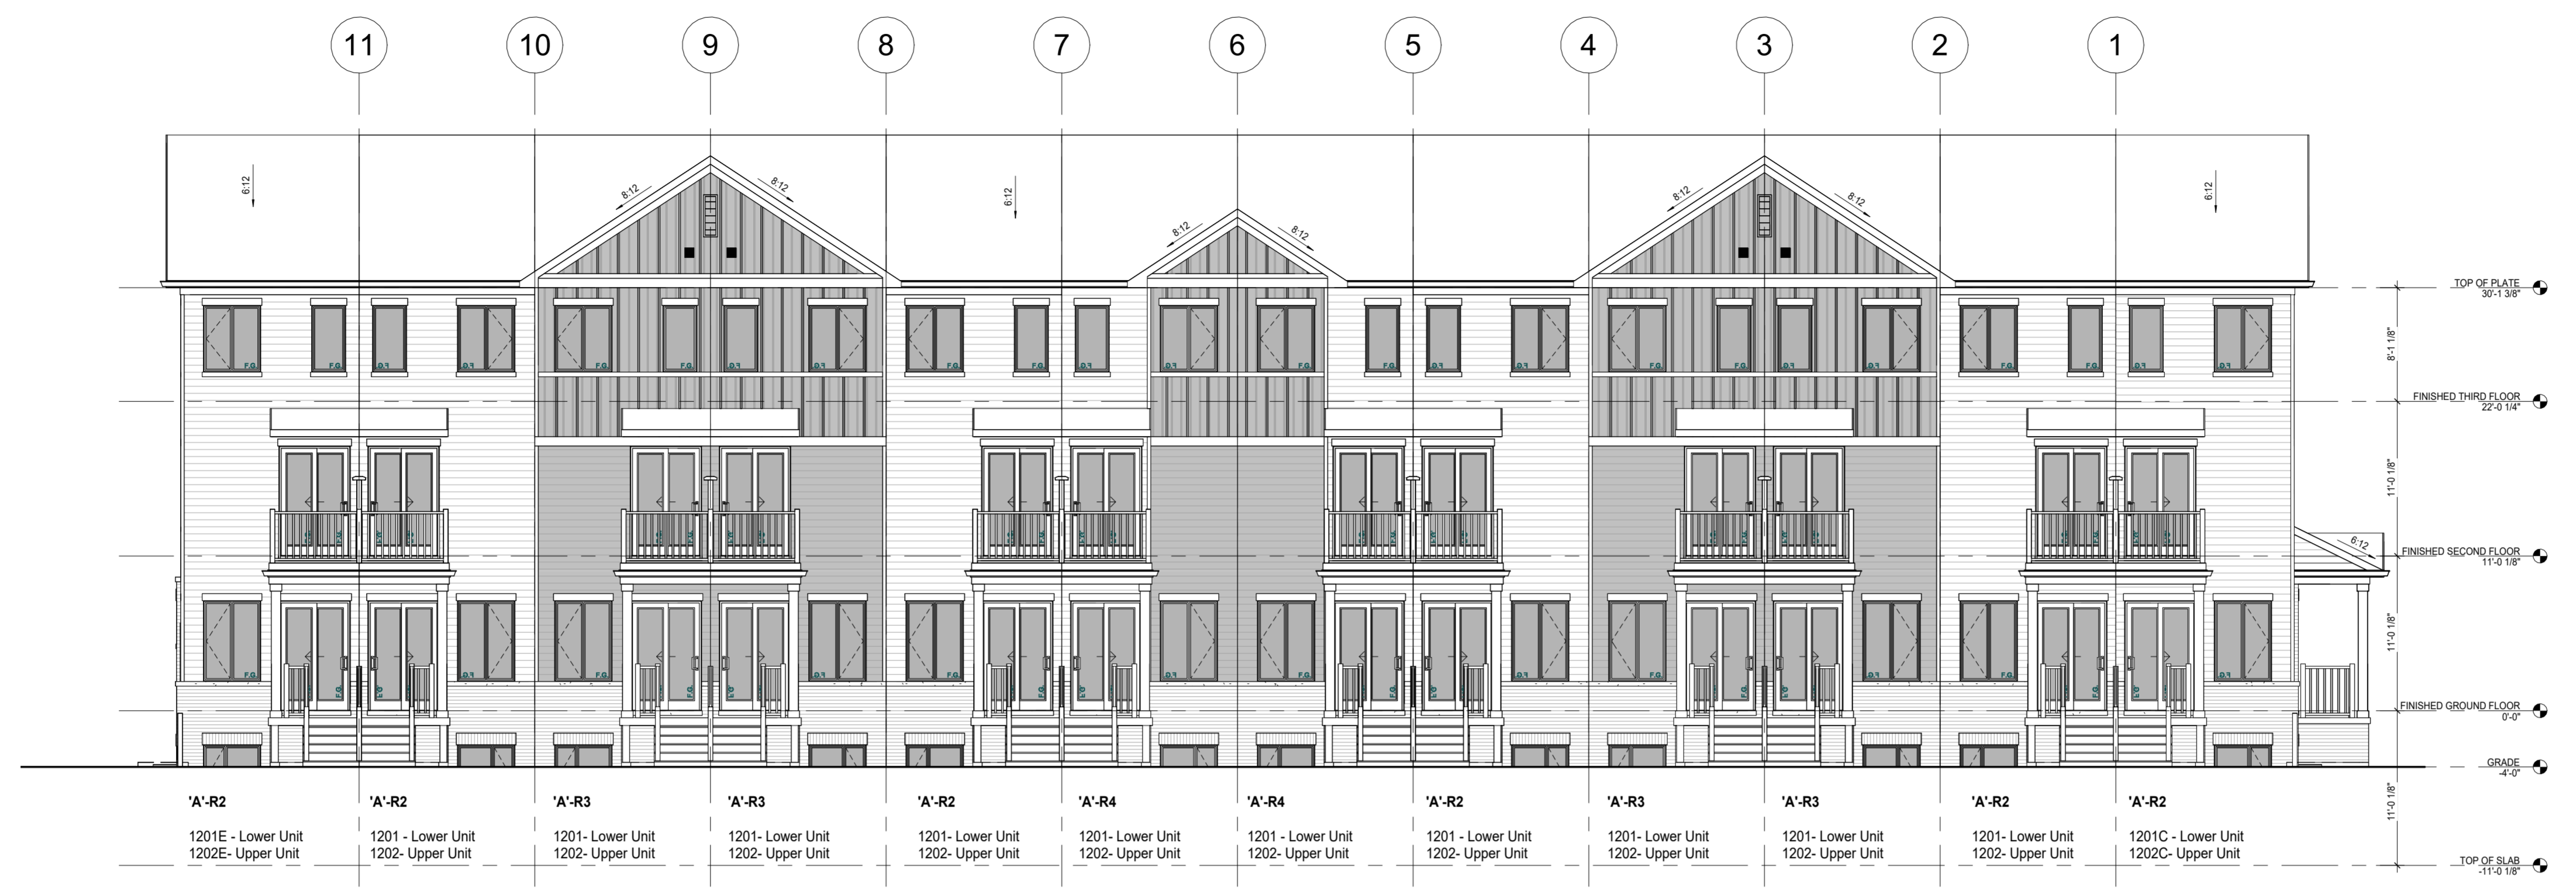 11 10 9 8 7 6 5 4 3 2 1
6:12
8:12
8:12
6:12
8:12
8:12
8:12
8:12
6:12
TOP OF PLATE
30'-1 3/8"
8'-1 1/8"
F.G. F.G. F.G. F.G. F.G. F.G. F.G. F.G. F.G. F.G. F.G. F.G. F.G. F.G. F.G. F.G. F.G. F.G. F.G. F.G. F.G. F.G. F.G. F.G.
FINISHED THIRD FLOOR
22'-0 1/4"
11'-0 1/8"
FINISHED SECOND FLOOR
11'-0 1/8"
6:12
11'-0 1/8"
F.G. F.G. F.G. F.G. F.G. F.G. F.G. F.G. F.G. F.G. F.G. F.G.
FINISHED GROUND FLOOR
0'-0"
GRADE
-4'-0"
11'-0 1/8"
TOP OF SLAB
-11'-0 1/8"
'A'-R2
1201E - Lower Unit
1202E- Upper Unit
'A'-R2
1201 - Lower Unit
1202- Upper Unit
'A'-R3
1201- Lower Unit
1202- Upper Unit
'A'-R3
1201- Lower Unit
1202- Upper Unit
'A'-R2
1201- Lower Unit
1202- Upper Unit
'A'-R4
1201- Lower Unit
1202- Upper Unit
'A'-R4
1201 - Lower Unit
1202- Upper Unit
'A'-R2
1201 - Lower Unit
1202- Upper Unit
'A'-R3
1201- Lower Unit
1202- Upper Unit
'A'-R3
1201- Lower Unit
1202- Upper Unit
'A'-R2
1201- Lower Unit
1202- Upper Unit
'A'-R2
1201C - Lower Unit
1202C- Upper Unit